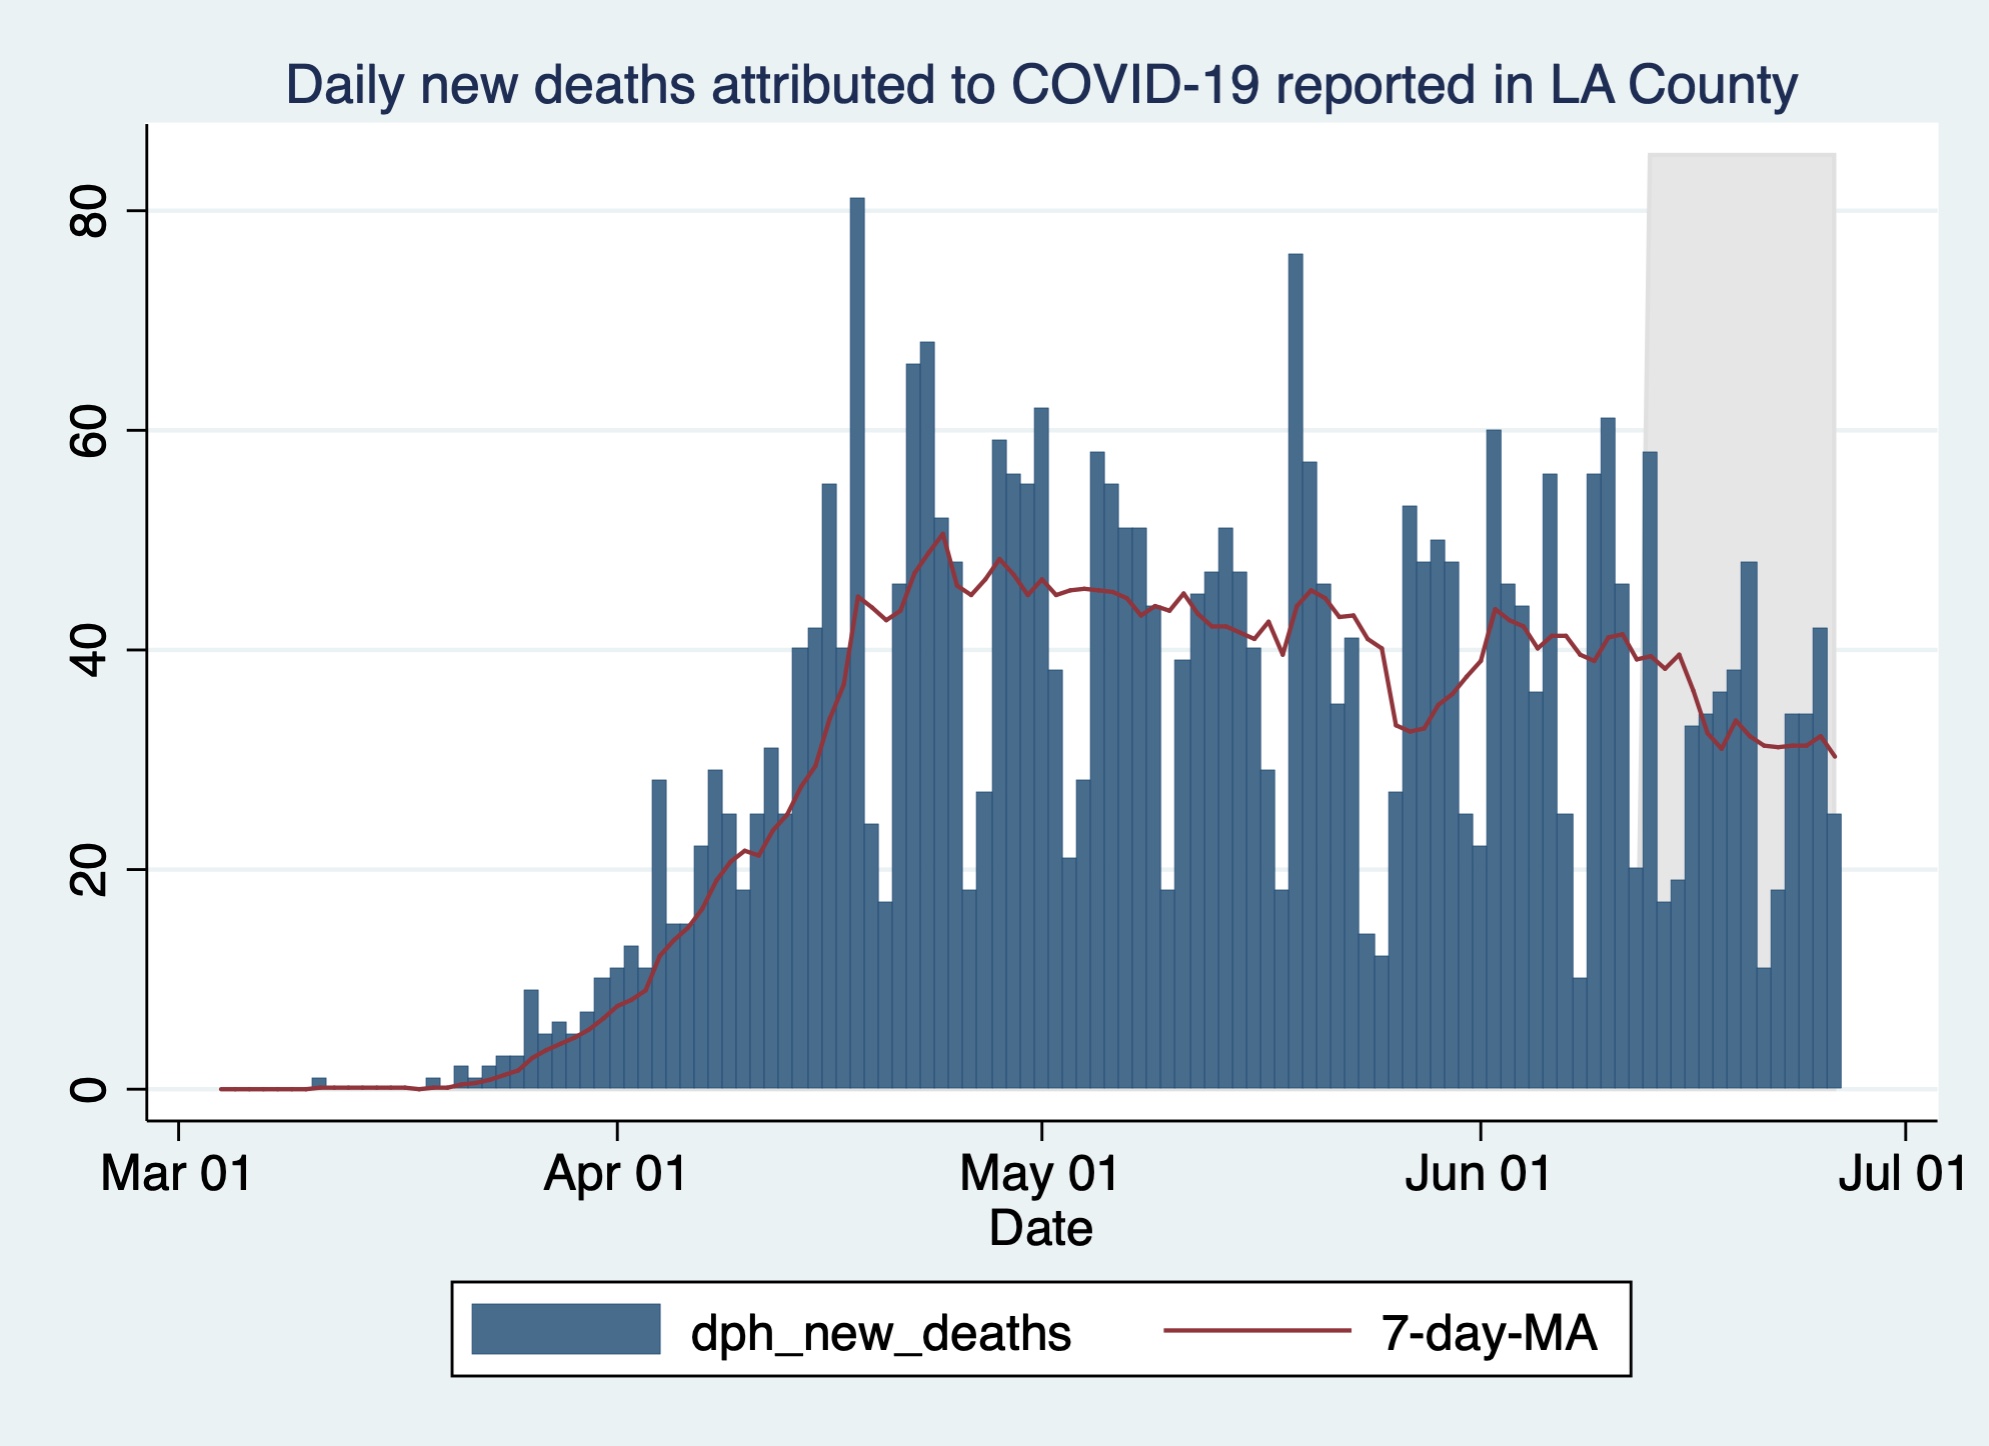 Daily new deaths attributed to COVID-19 reported in LA County
80
60
40
20
0
Mar 01 Apr 01 May 01 Jun 01 Jul 01
Date
dph_new_deaths 7-day-MA